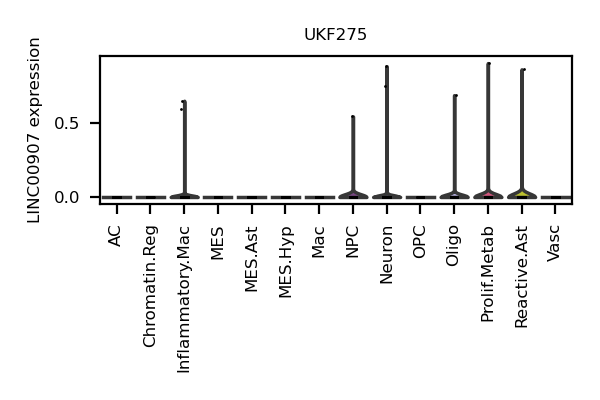 UKF275
LINC00907 expression
0.5
0.0
AC
Chromatin.Reg
Inflammatory.Mac
MES
MES.Ast
MES.Hyp
Mac
NPC
Neuron
OPC
Oligo
Prolif.Metab
Reactive.Ast
Vasc